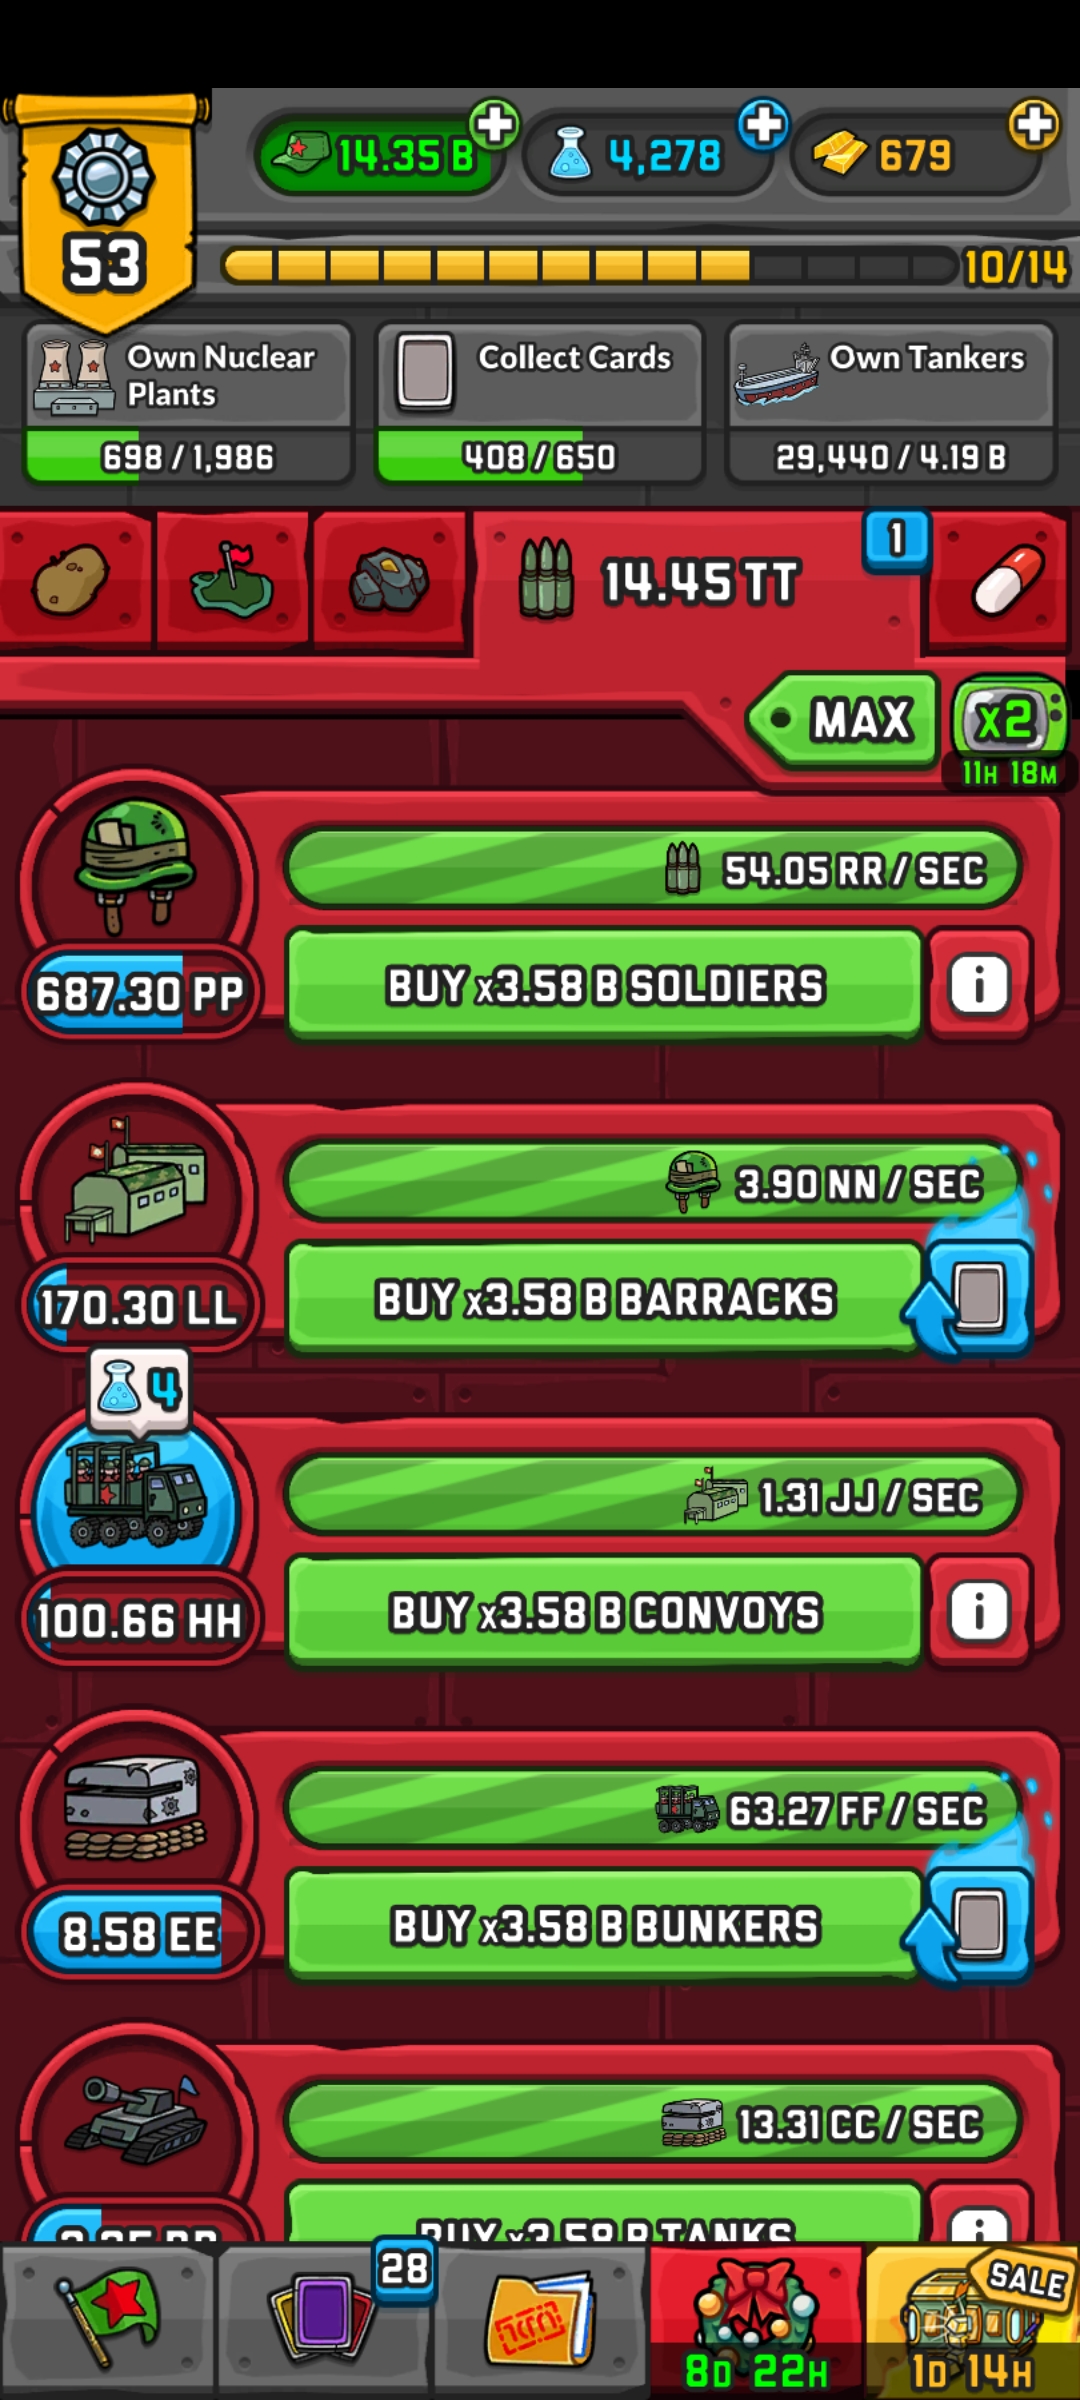 14.35 B
4,278
679
53
10/14
Own Nuclear
Plants
Collect Cards
Own Tankers
698 / 1,986
408 / 650
29,440 / 4.19 B
14.45 TT
1
MAX
x2
11H 18M
54.05 RR / SEC
687.30 PP
BUY x3.58 B SOLDIERS
i
3.90 NN / SEC
170.30 LL
BUY x3.58 B BARRACKS
4
1.31 JJ / SEC
100.66 HH
BUY x3.58 B CONVOYS
i
63.27 FF / SEC
8.58 EE
BUY x3.58 B BUNKERS
13.31 CC / SEC
BUY x3.58 B TANKS
i
28
SALE
8D 22H
1D 14H